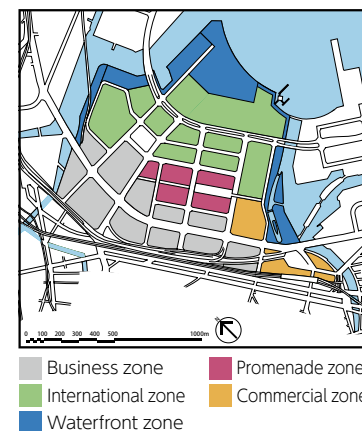 0 100 200 300 400 500 1000m
Business zone
International zone
Waterfront zone
Promenade zone
Commercial zone